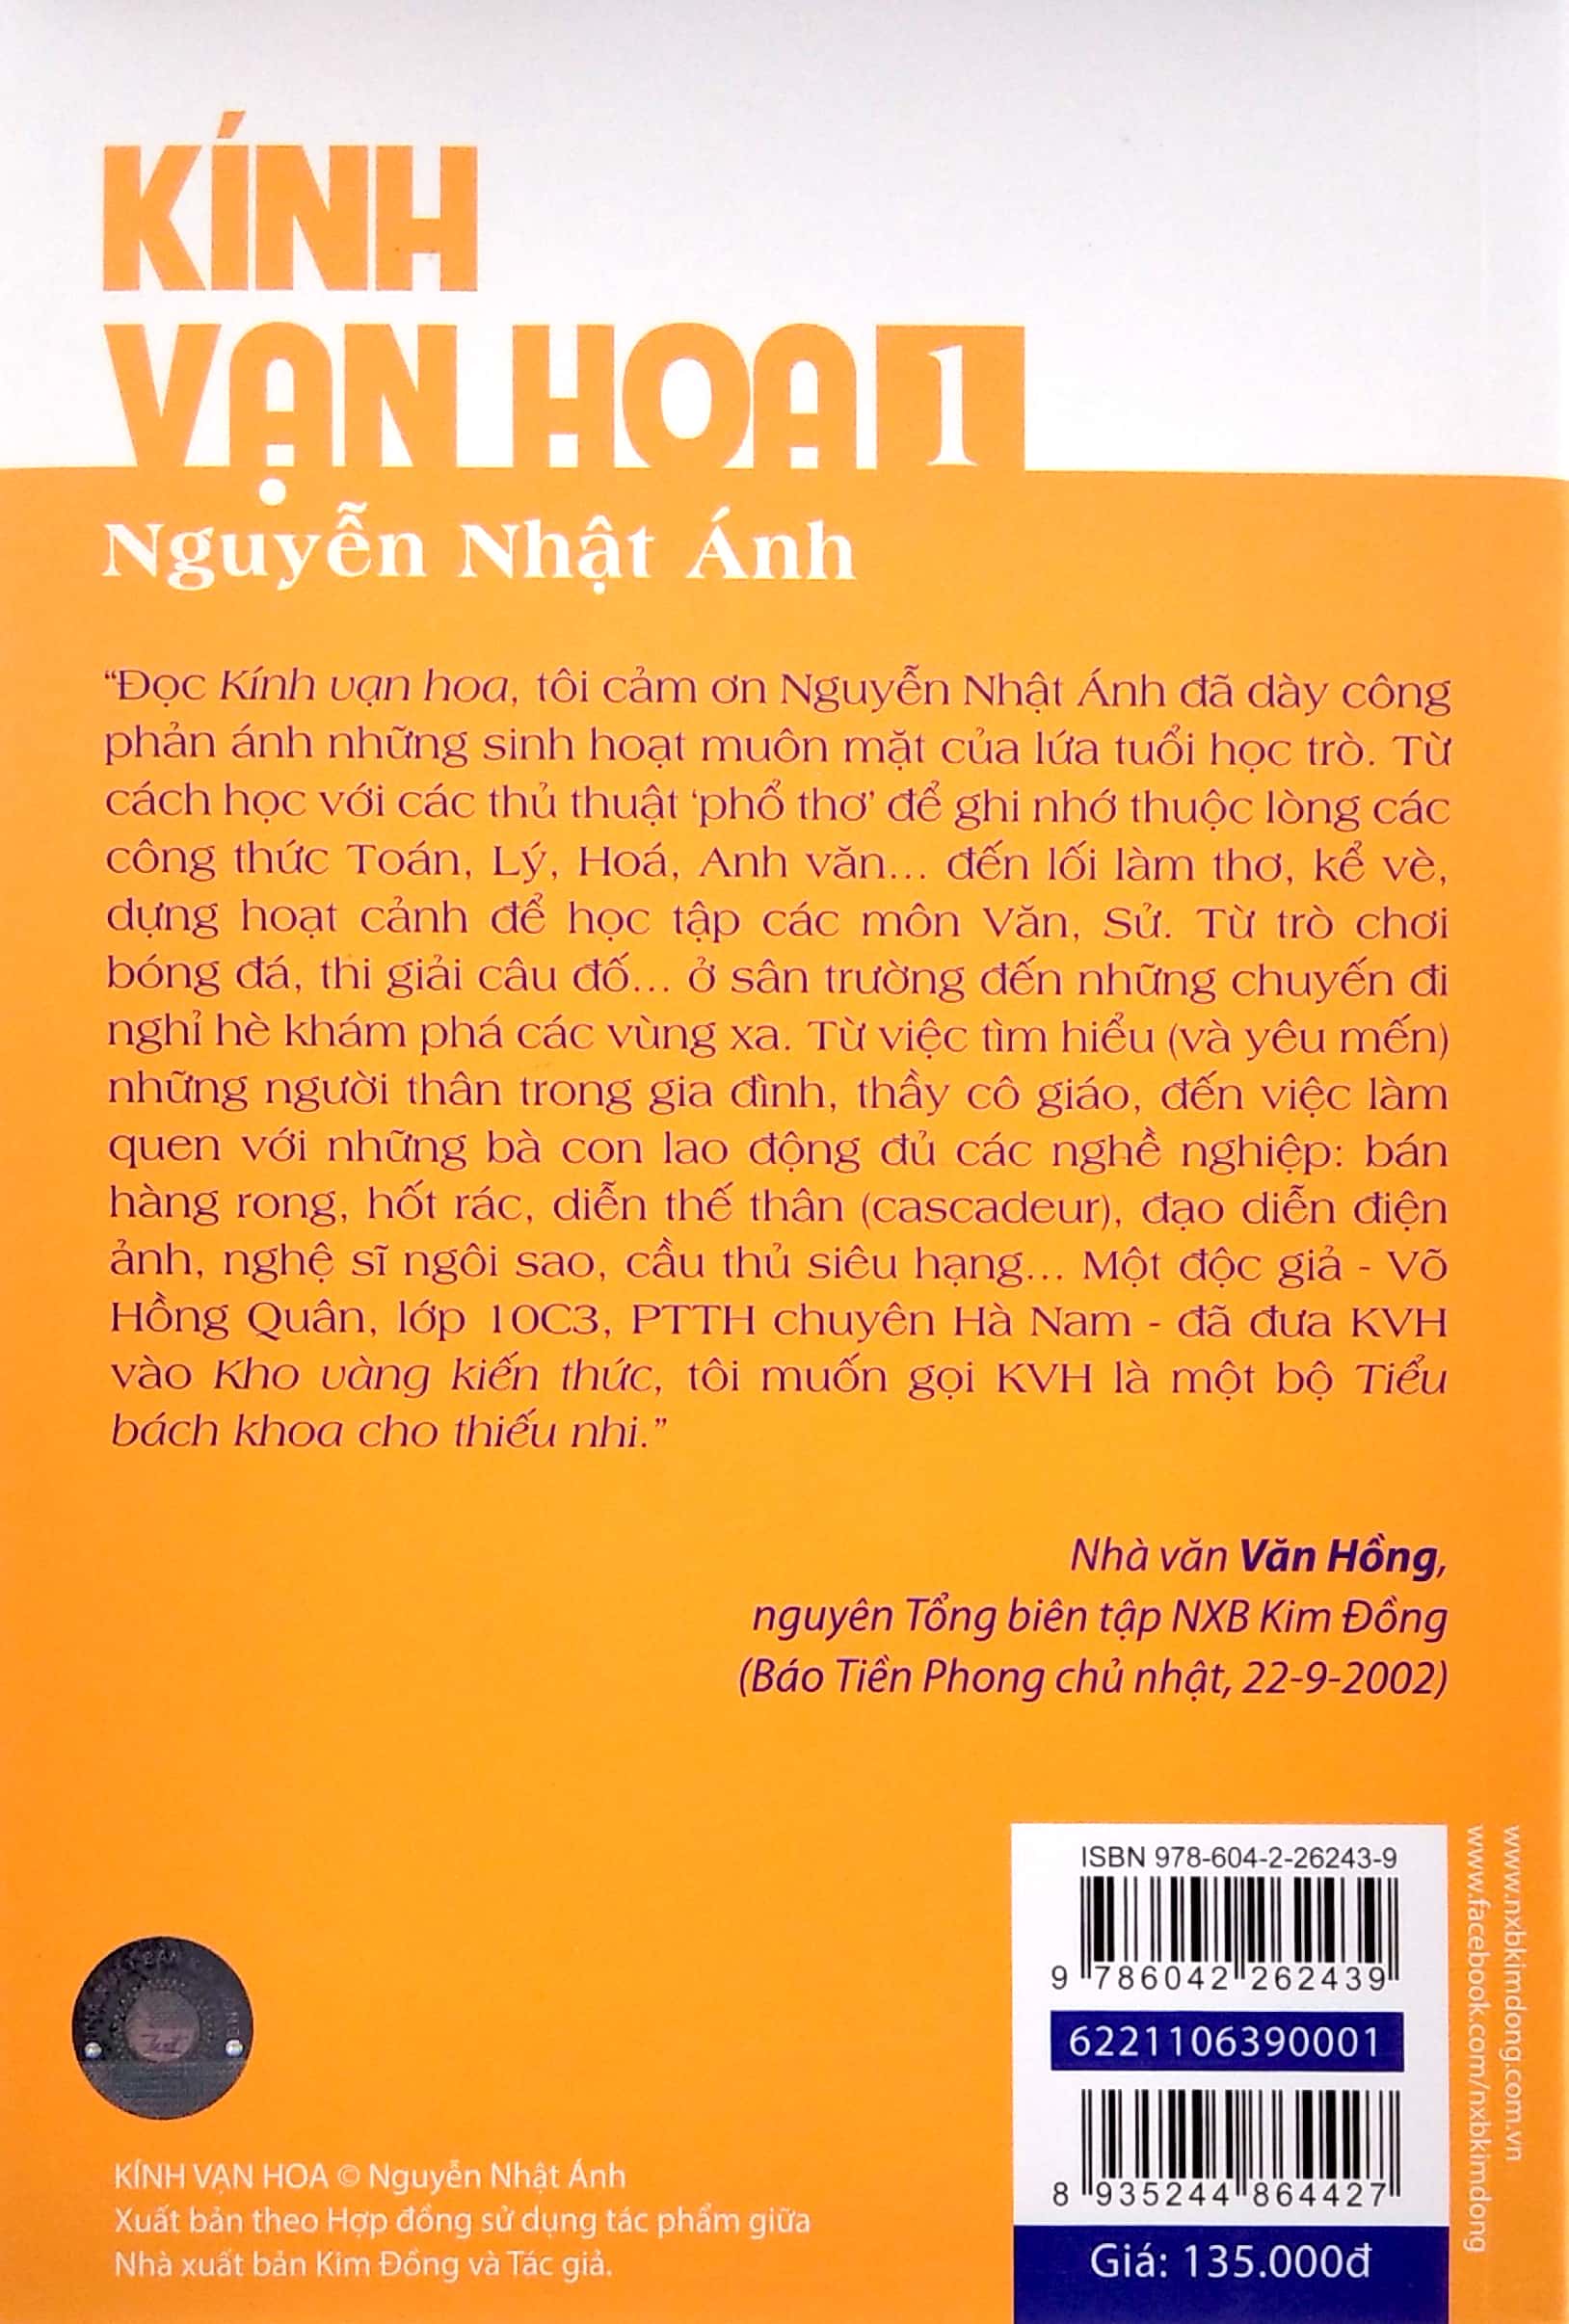 KÍNH
VẠN HOA 1
Nguyễn Nhật Ánh
“Đọc Kính vạn hoa, tôi cảm ơn Nguyễn Nhật Ánh đã dày công
phản ánh những sinh hoạt muôn mặt của lứa tuổi học trò. Từ
cách học với các thủ thuật ‘phổ thơ’ để ghi nhớ thuộc lòng các
công thức Toán, Lý, Hoá, Anh văn... đến lối làm thơ, kể vè,
dựng hoạt cảnh để học tập các môn Văn, Sử. Từ trò chơi
bóng đá, thi giải câu đố... ở sân trường đến những chuyến đi
nghỉ hè khám phá các vùng xa. Từ việc tìm hiểu (và yêu mến)
những người thân trong gia đình, thầy cô giáo, đến việc làm
quen với những bà con lao động đủ các nghề nghiệp: bán
hàng rong, hốt rác, diễn thế thân (cascadeur), đạo diễn điện
ảnh, nghệ sĩ ngôi sao, cầu thủ siêu hạng... Một độc giả - Võ
Hồng Quân, lớp 10C3, PTTH chuyên Hà Nam - đã đưa KVH
vào Kho vàng kiến thức, tôi muốn gọi KVH là một bộ Tiểu
bách khoa cho thiếu nhi.”
Nhà văn Văn Hồng,
nguyên Tổng biên tập NXB Kim Đồng
(Báo Tiền Phong chủ nhật, 22-9-2002)
ISBN 978-604-2-26243-9
9 786042 262439
6221106390001
8 935244 864427
Giá: 135.000đ
www.nxbkimdong.com.vn
www.facebook.com/nxbkimdong
KÍNH VẠN HOA © Nguyễn Nhật Ánh
Xuất bản theo Hợp đồng sử dụng tác phẩm giữa
Nhà xuất bản Kim Đồng và Tác giả.